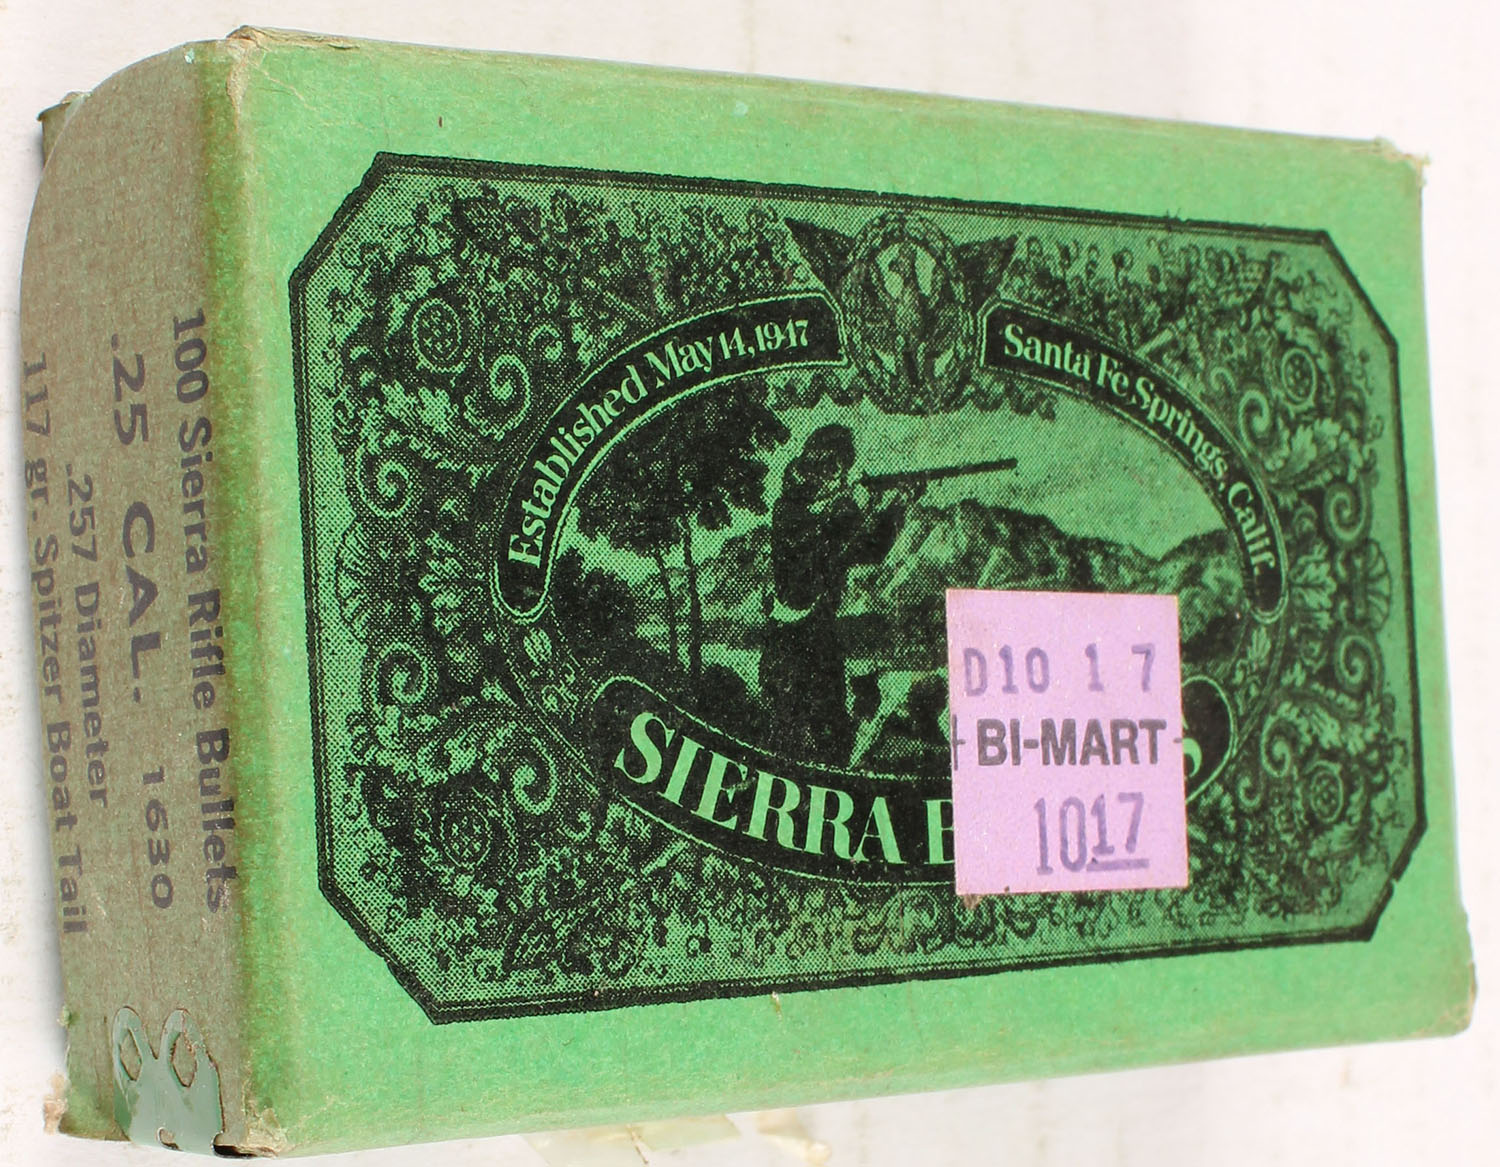 Established May 14, 1947
Santa Fe Springs, Calif.
SIERRA B
D10 1 7
BI-MART
1017
100 Sierra Rifle Bullets
.25 CAL. 1630
.257 Diameter
117 gr. Spitzer Boat Tail